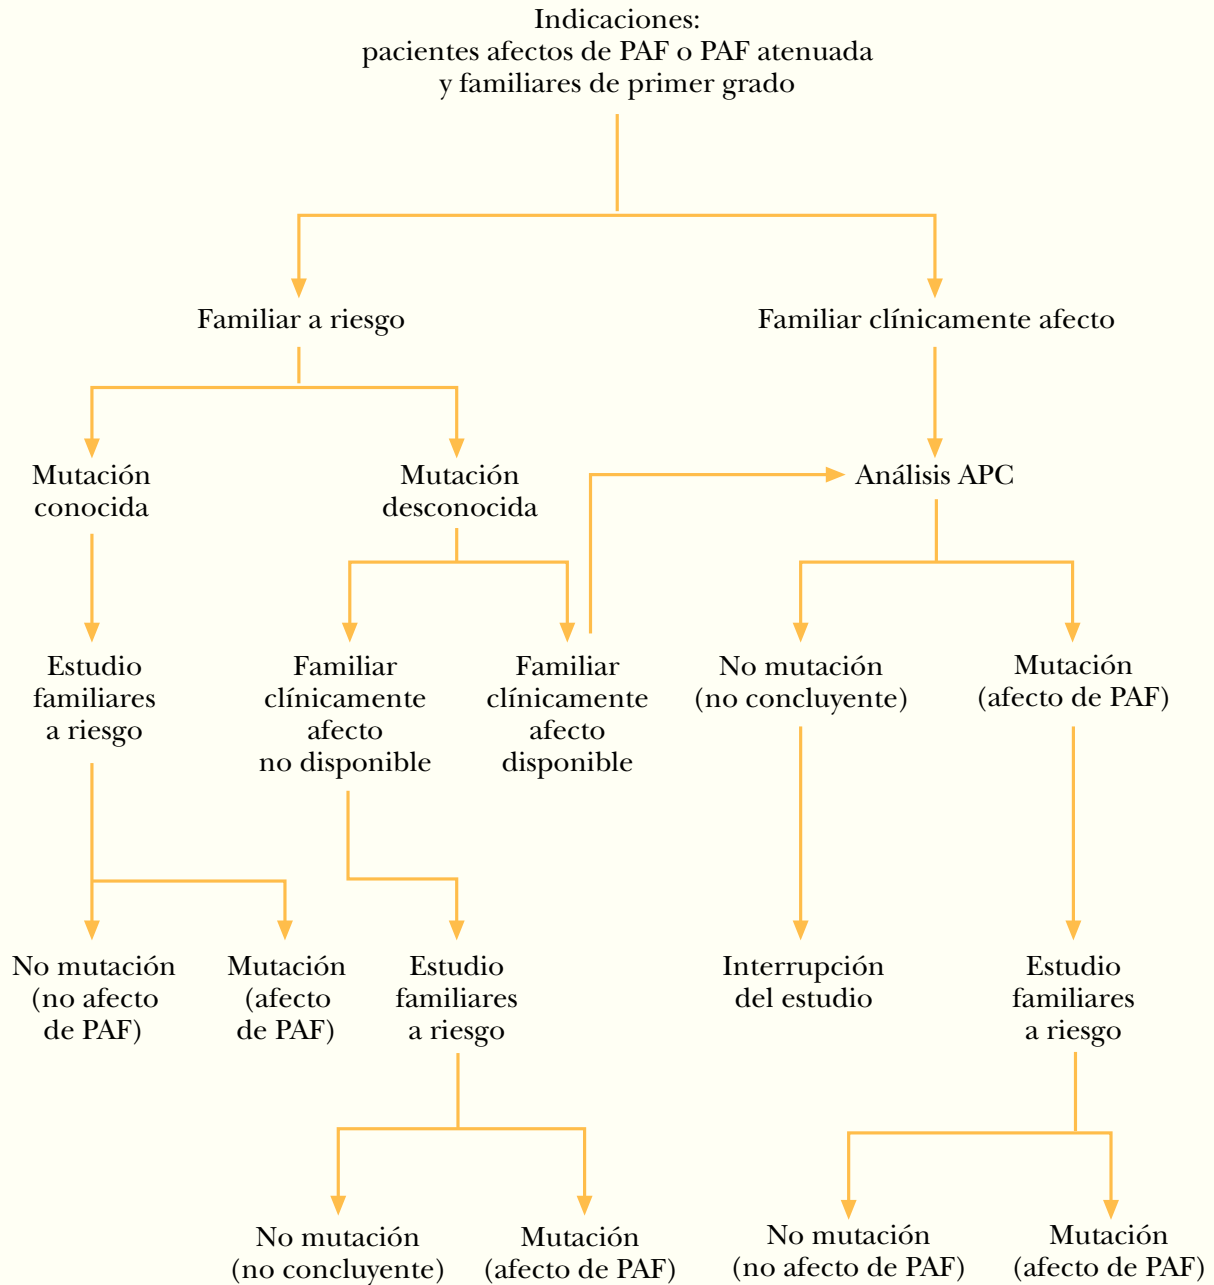 Indicaciones:
pacientes afectos de PAF o PAF atenuada
y familiares de primer grado
Familiar a riesgo
Familiar clínicamente afecto
Mutación
conocida
Mutación
desconocida
Análisis APC
Estudio
familiares
a riesgo
Familiar
clínicamente
afecto
no disponible
Familiar
clínicamente
afecto
disponible
No mutación
(no concluyente)
Mutación
(afecto de PAF)
No mutación
(no afecto
de PAF)
Mutación
(afecto
de PAF)
Estudio
familiares
a riesgo
Interrupción
del estudio
Estudio
familiares
a riesgo
No mutación
(no concluyente)
Mutación
(afecto de PAF)
No mutación
(no afecto de PAF)
Mutación
(afecto de PAF)